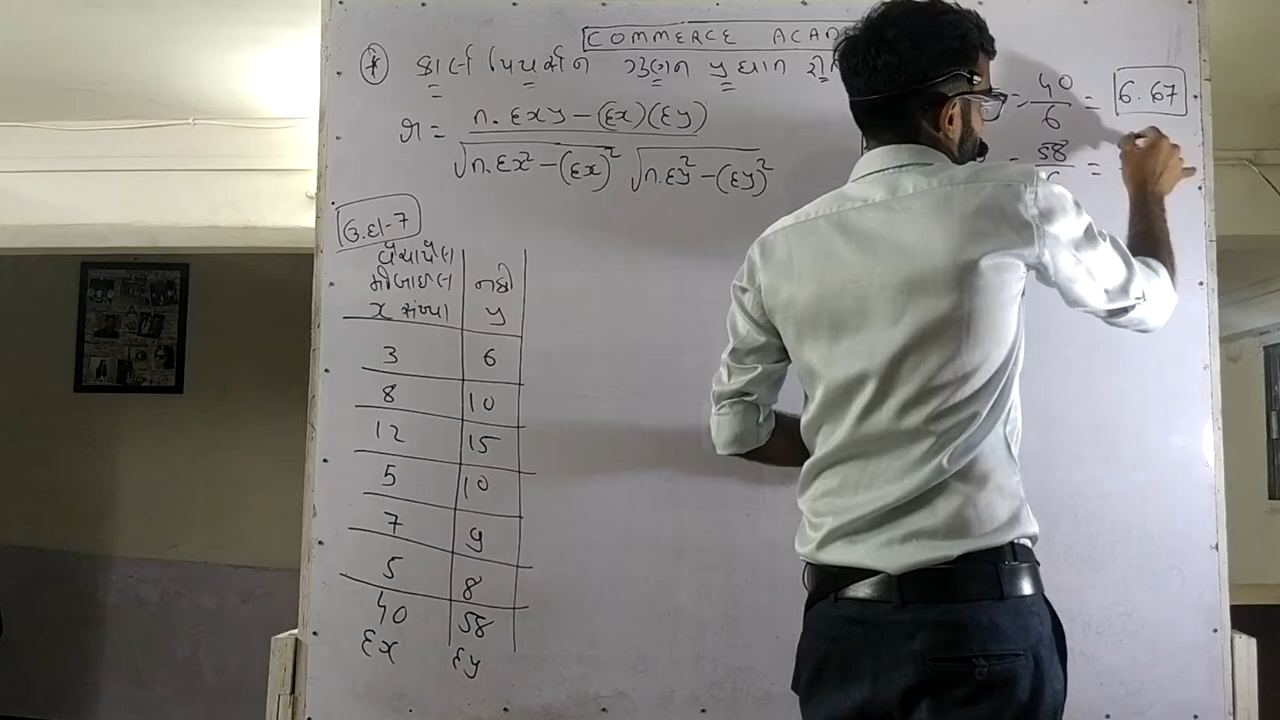 COMMERCE ACAD
* કાર્લ પિયર્સન ગુણન પ્રઘાત રી
r = n.Σxy − (Σx)(Σy) / √n.Σx² − (Σx)² √n.Σy² − (Σy)²
= 40/6 = 6.67
= 58/6 =
ઉ.દા-7
વેચાયેલ
મોબાઇલ નફો
x સંખ્યા y
3 6
8 10
12 15
5 10
7 9
5 8
40 58
Σx Σy